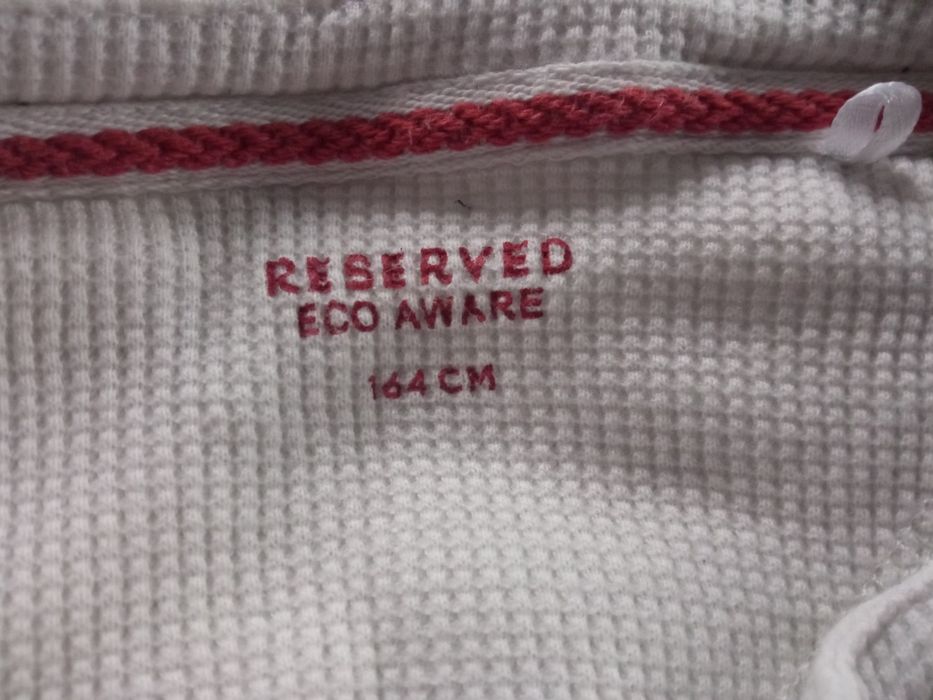 RESERVED
ECO AWARE
164 CM